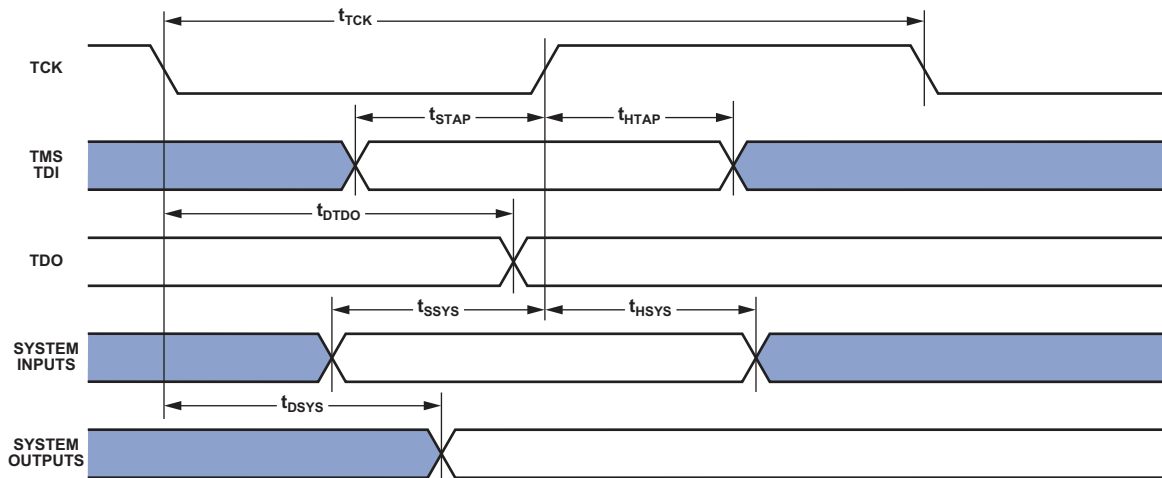 tTCK
TCK
tSTAP
tHTAP
TMS
TDI
tDTDO
TDO
tSSYS
tHSYS
SYSTEM
INPUTS
tDSYS
SYSTEM
OUTPUTS